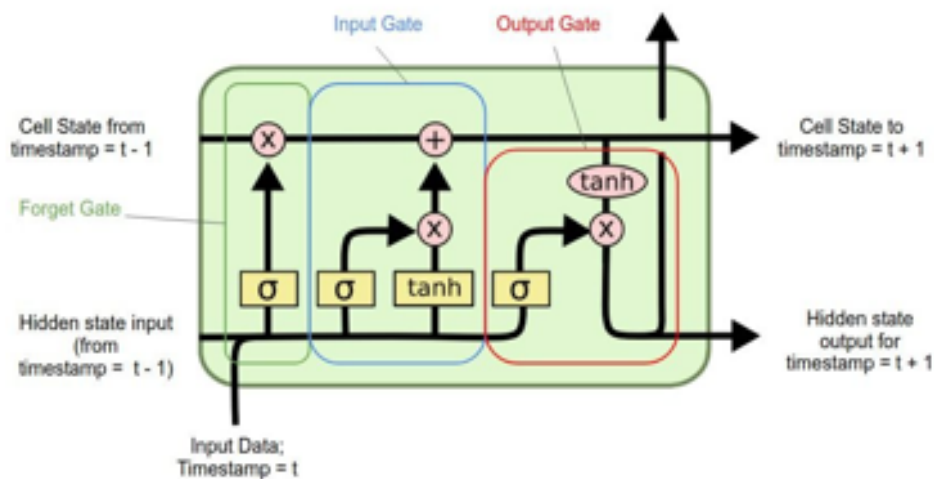 Input Gate
Output Gate
Cell State from
timestamp = t - 1
x
+
Cell State to
timestamp = t + 1
tanh
Forget Gate
x
x
σ
σ
tanh
σ
Hidden state input
(from
timestamp = t - 1)
Hidden state
output for
timestamp = t + 1
Input Data;
Timestamp = t